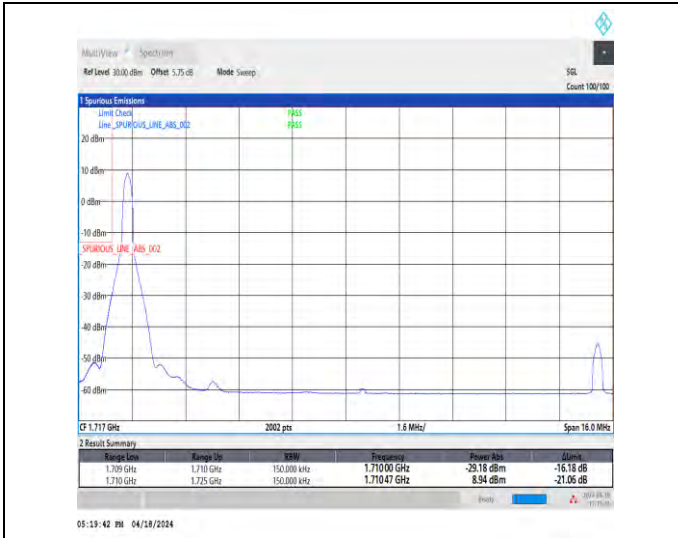 MultiView Spectrum
Ref Level 30.00 dBm Offset 5.75 dB Mode Sweep SGL
Count 100/100
1 Spurious Emissions
Limit Check PASS
Line _SPURIOUS_LINE_ABS_002 PASS
20 dBm
10 dBm
0 dBm
-10 dBm
_SPURIOUS_LINE_ABS_002
-20 dBm
-30 dBm
-40 dBm
-50 dBm
-60 dBm
CF 1.717 GHz 2002 pts 1.6 MHz/ Span 16.0 MHz
2 Result Summary
Range Low Range Up RBW Frequency Power Abs ΔLimit
1.709 GHz 1.710 GHz 150.000 kHz 1.71000 GHz -29.18 dBm -16.18 dB
1.710 GHz 1.725 GHz 150.000 kHz 1.71047 GHz 8.94 dBm -21.06 dB
05:19:42 PM 04/18/2024